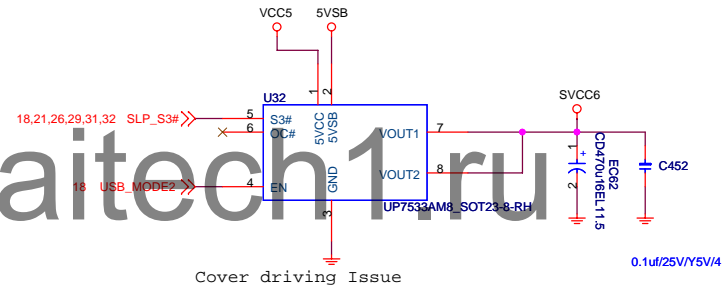 VCC5 5VSB
U32
1 2
18,21,26,29,31,32 SLP_S3# 5 S3# 5VCC 5VSB VOUT1 7
6 OC#
18 USB_MODE2 4 EN GND VOUT2 8
3
UP7533AM8_SOT23-8-RH
SVCC6
1 + 2
EC62
CD470u16EL11.5
C452
0.1uf/25V/Y5V/4
aitech1.ru
Cover driving Issue